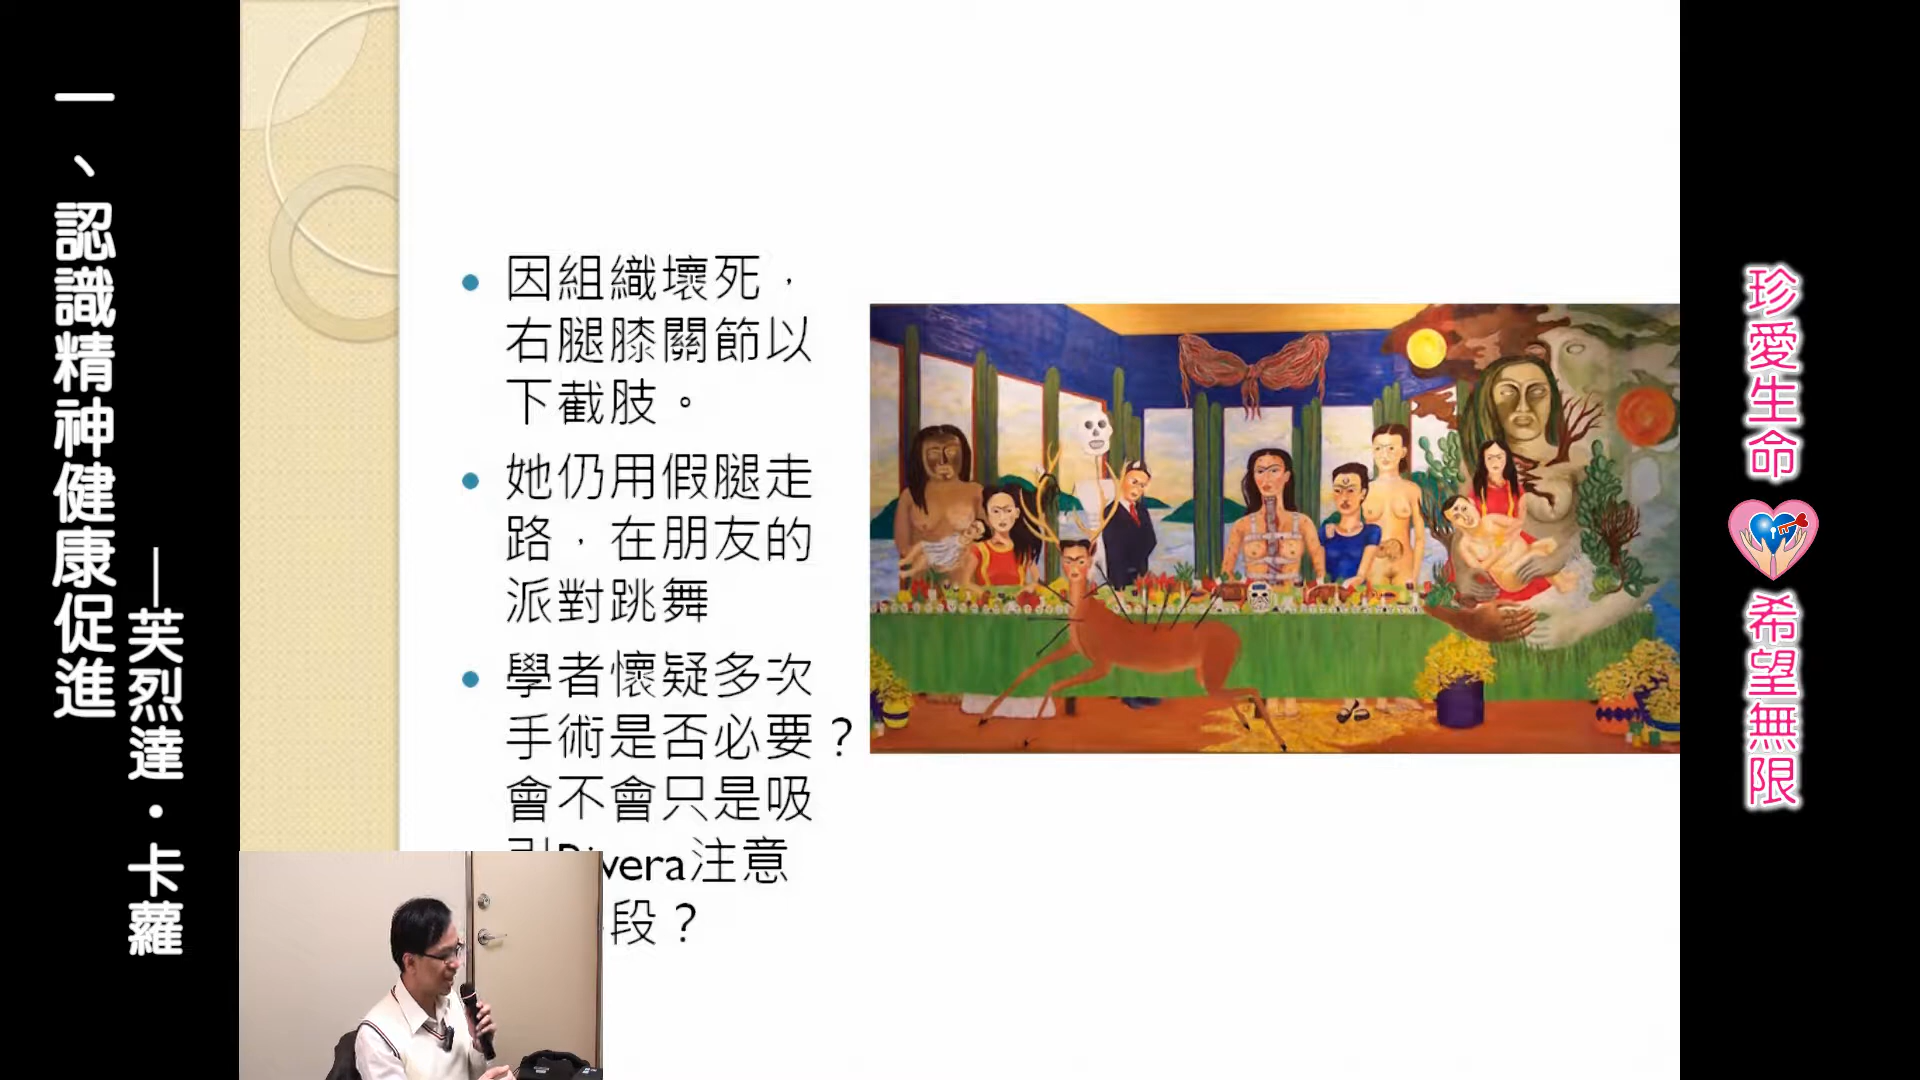 一、認識精神健康促進
—芙烈達・卡蘿
因組織壞死，
右腿膝關節以
下截肢。
她仍用假腿走
路，在朋友的
派對跳舞
學者懷疑多次
手術是否必要？
會不會只是吸
vera注意
段？
珍愛生命
希望無限